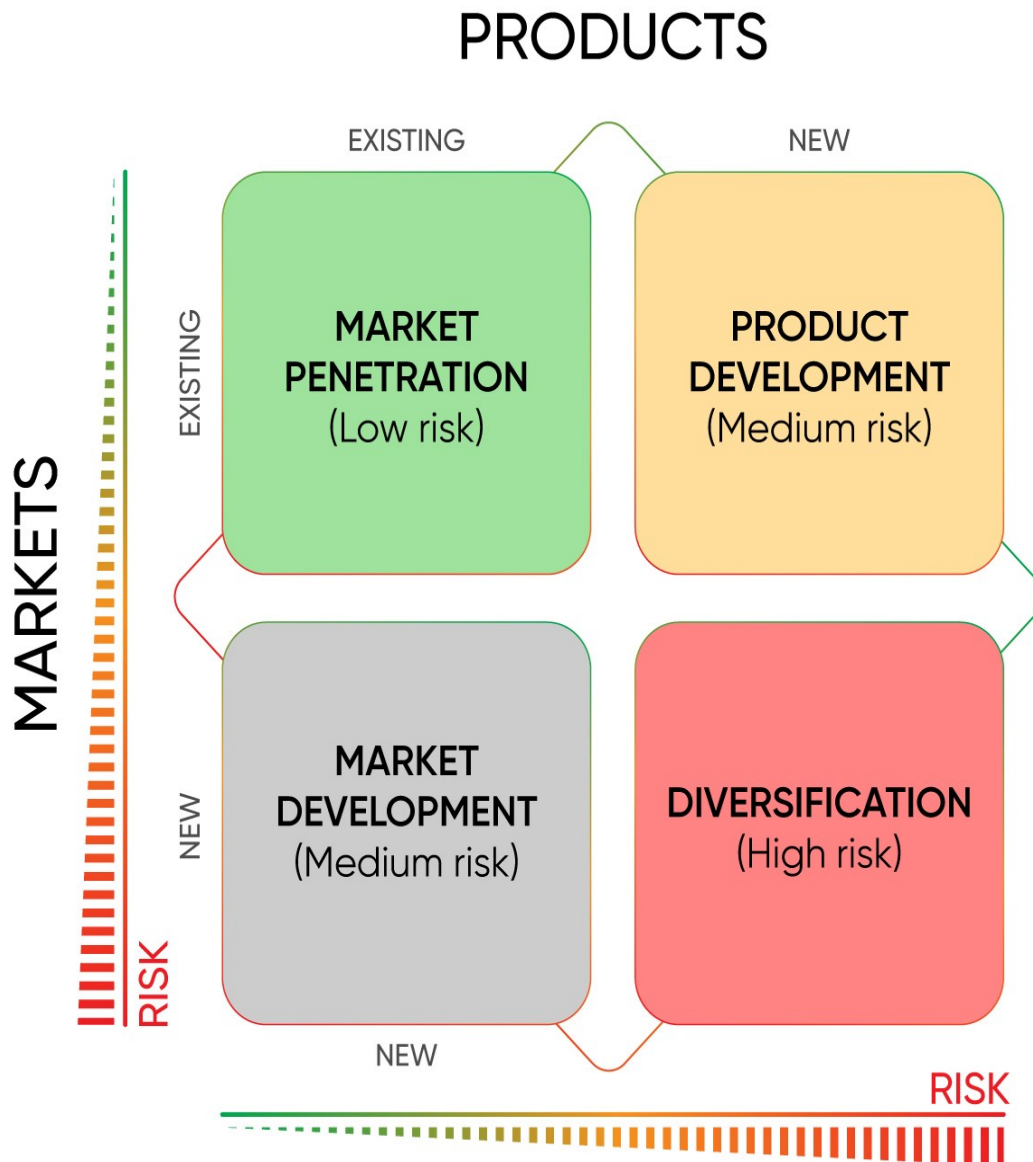 PRODUCTS
EXISTING
NEW
MARKETS
EXISTING
MARKET
PENETRATION
(Low risk)
PRODUCT
DEVELOPMENT
(Medium risk)
NEW
MARKET
DEVELOPMENT
(Medium risk)
DIVERSIFICATION
(High risk)
RISK
NEW
RISK